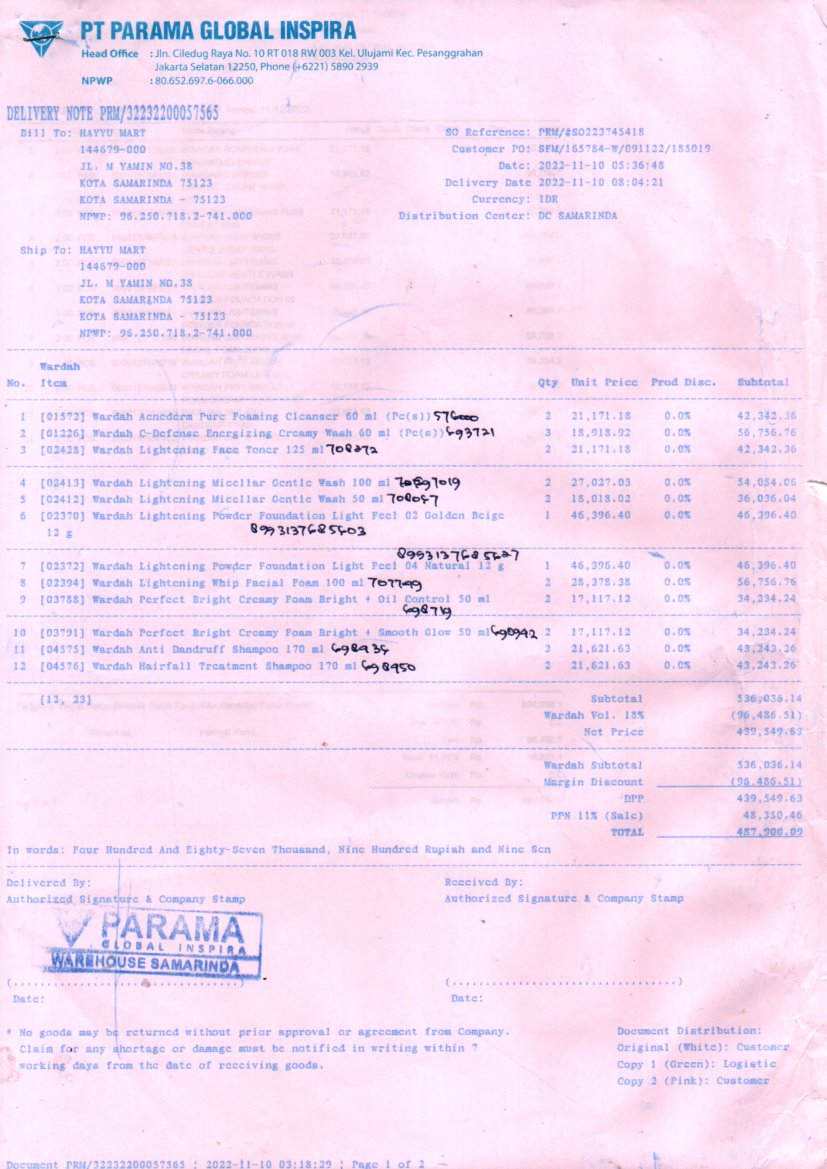 PT PARAMA GLOBAL INSPIRA
Head Office : Jln. Ciledug Raya No. 10 RT 018 RW 003 Kel. Ulujami Kec. Pesanggrahan
Jakarta Selatan 12250, Phone (+6221) 5890 2939
NPWP : 80.652.697.6-066.000
DELIVERY NOTE PRM/32232200057565
Bill To: HAYYU MART SO Reference: PRM/#SO223745418
144679-000 Customer PO: SFM/165784-W/091122/185019
JL. M YAMIN NO.38 Date: 2022-11-10 05:36:48
KOTA SAMARINDA 75123 Delivery Date 2022-11-10 08:04:21
KOTA SAMARINDA - 75123 Currency: IDR
NPWP: 96.250.718.2-741.000 Distribution Center: DC SAMARINDA
Ship To: HAYYU MART
144679-000
JL. M YAMIN NO.38
KOTA SAMARINDA 75123
KOTA SAMARINDA - 75123
NPWP: 96.250.718.2-741.000
Wardah
No. Item Qty Unit Price Prod Disc. Subtotal
1 [01572] Wardah Acnederm Pure Foaming Cleanser 60 ml (Pc(s)) 576000 2 21,171.18 0.0% 42,342.36
2 [01226] Wardah C-Defense Energizing Creamy Wash 60 ml (Pc(s)) 693721 3 18,918.92 0.0% 56,756.76
3 [02428] Wardah Lightening Face Toner 125 ml 708272 2 21,171.18 0.0% 42,342.36
4 [02413] Wardah Lightening Micellar Gentle Wash 100 ml 2 27,027.03 0.0% 54,054.06
5 [02412] Wardah Lightening Micellar Gentle Wash 50 ml 2 18,018.02 0.0% 36,036.04
6 [02370] Wardah Lightening Powder Foundation Light Feel 02 Golden Beige 1 46,396.40 0.0% 46,396.40
12 g 8993137685603
8993137685627
7 [02372] Wardah Lightening Powder Foundation Light Feel 04 Natural 12 g 1 46,396.40 0.0% 46,396.40
8 [02394] Wardah Lightening Whip Facial Foam 100 ml 707749 2 28,378.38 0.0% 56,756.76
9 [03788] Wardah Perfect Bright Creamy Foam Bright + Oil Control 50 ml 2 17,117.12 0.0% 34,234.24
698719
10 [03791] Wardah Perfect Bright Creamy Foam Bright + Smooth Glow 50 ml 698942 2 17,117.12 0.0% 34,234.24
11 [04575] Wardah Anti Dandruff Shampoo 170 ml 698936 2 21,621.63 0.0% 43,243.26
12 [04576] Wardah Hairfall Treatment Shampoo 170 ml 698950 2 21,621.63 0.0% 43,243.26
[12, 23] Subtotal 536,036.14
Wardah Vol. 18% (96,486.51)
Net Price 439,549.63
Wardah Subtotal 536,036.14
Margin Discount (96,486.51)
DPP 439,549.63
PPN 11% (Sale) 48,350.46
TOTAL 487,900.09
In words: Four Hundred And Eighty-Seven Thousand, Nine Hundred Rupiah and Nine Sen
Delivered By: Received By:
Authorized Signature & Company Stamp Authorized Signature & Company Stamp
PARAMA
GLOBAL INSPIRA
WAREHOUSE SAMARINDA
Date: Date:
* No goods may be returned without prior approval or agreement from Company. Document Distribution:
Claim for any shortage or damage must be notified in writing within 7 Original (White): Customer
working days from the date of receiving goods. Copy 1 (Green): Logistic
Copy 2 (Pink): Customer
Document PRM/32232200057565 | 2022-11-10 03:18:29 | Page 1 of 2